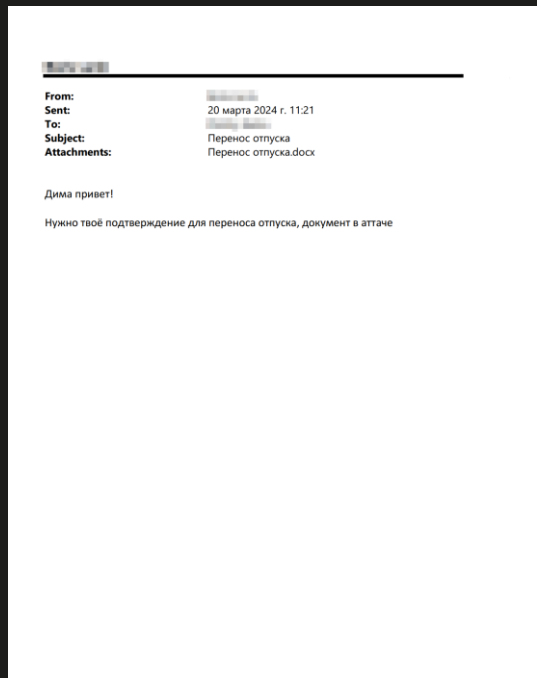 From:
Sent: 20 марта 2024 г. 11:21
To:
Subject: Перенос отпуска
Attachments: Перенос отпуска.docx
Дима привет!
Нужно твоё подтверждение для переноса отпуска, документ в аттаче